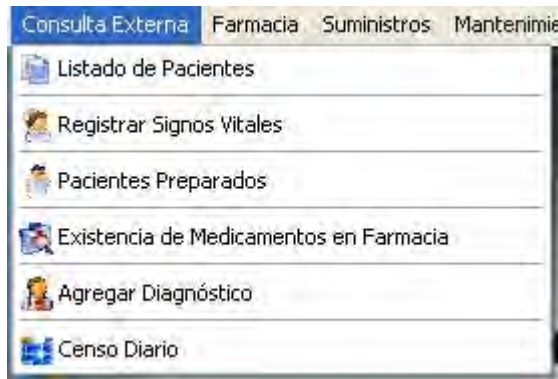 Consulta Externa Farmacia Suministros Mantenimie
Listado de Pacientes
Registrar Signos Vitales
Pacientes Preparados
Existencia de Medicamentos en Farmacia
Agregar Diagnóstico
Censo Diario